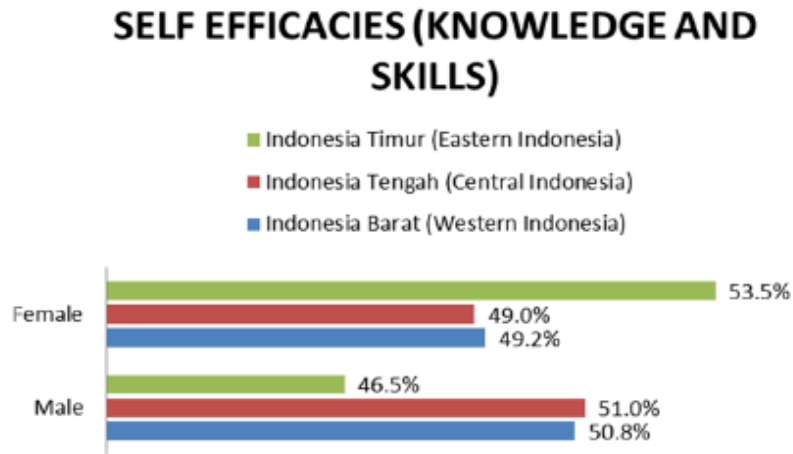 SELF EFFICACIES (KNOWLEDGE AND
SKILLS)
Indonesia Timur (Eastern Indonesia)
Indonesia Tengah (Central Indonesia)
Indonesia Barat (Western Indonesia)
53.5%
Female
49.0%
49.2%
46.5%
Male
51.0%
50.8%